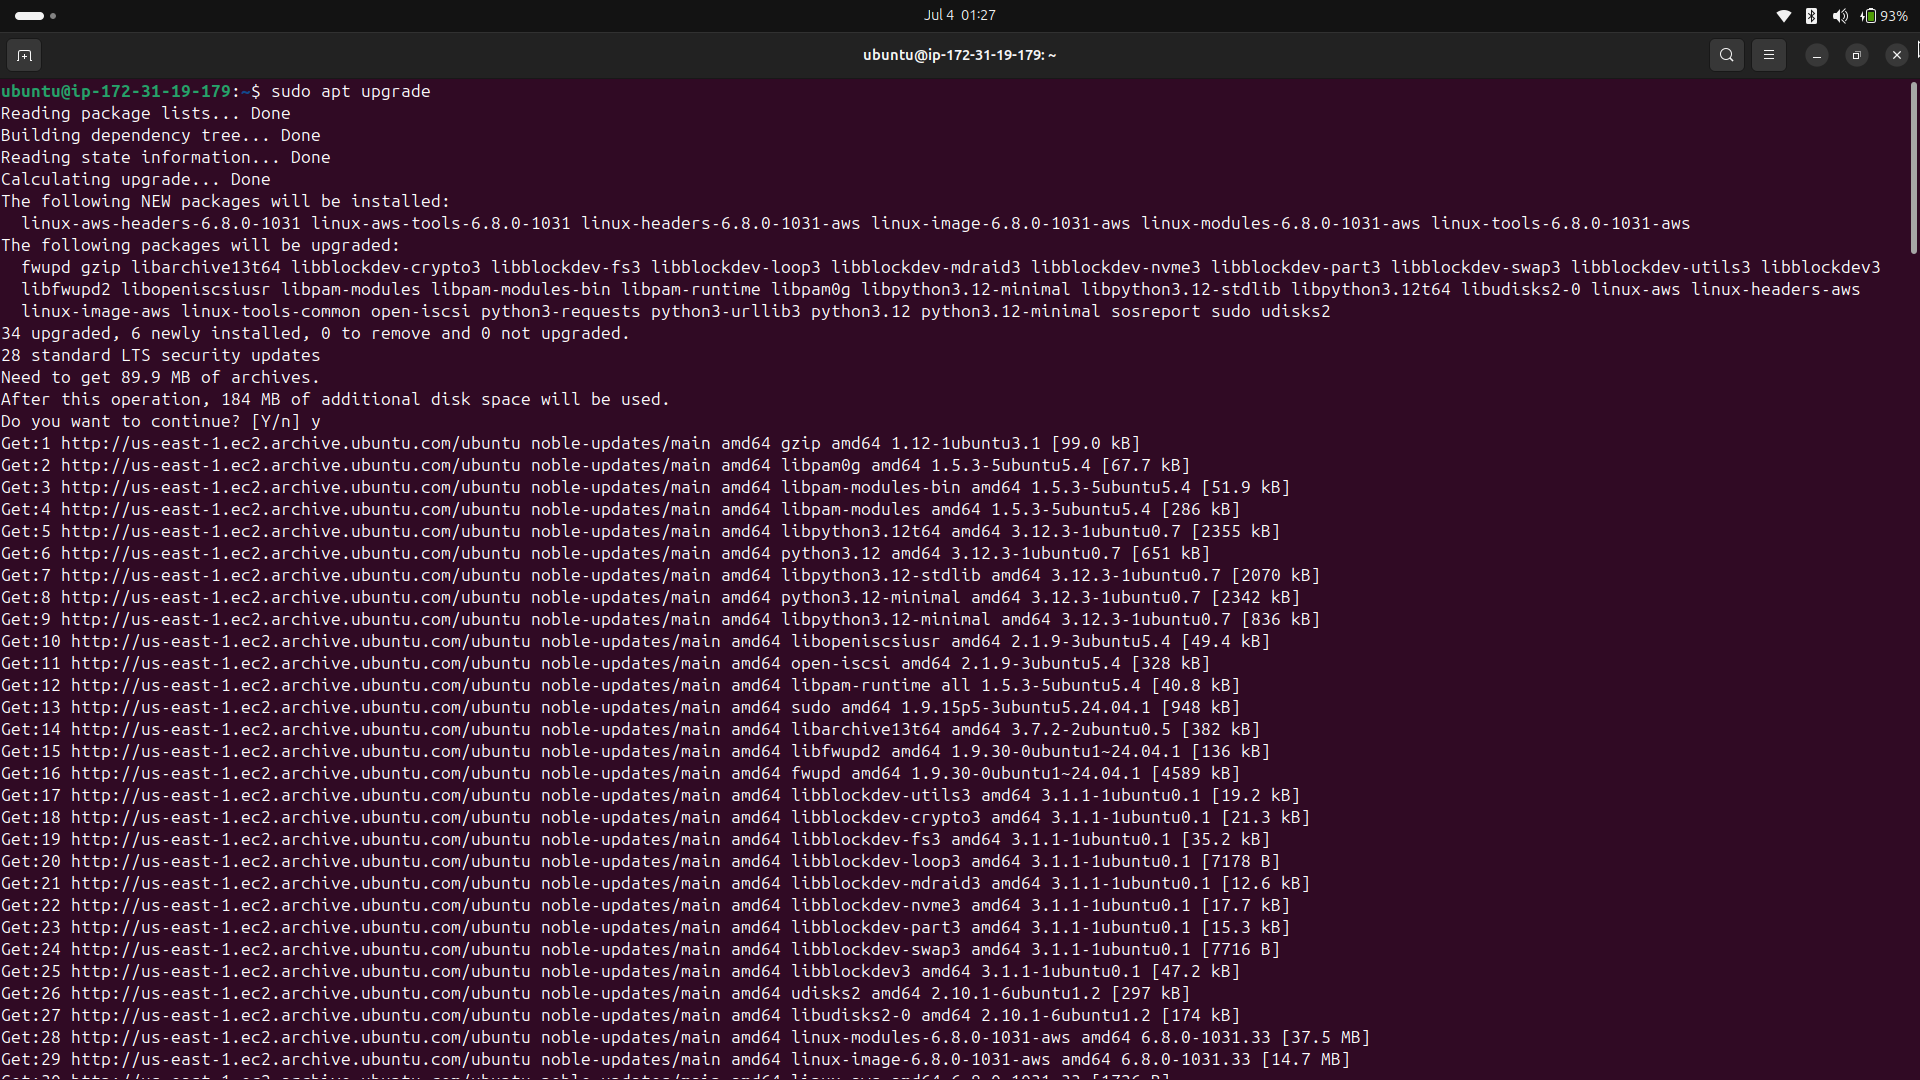 Jul 4 01:27
93%
ubuntu@ip-172-31-19-179: ~
ubuntu@ip-172-31-19-179:~$ sudo apt upgrade
Reading package lists... Done
Building dependency tree... Done
Reading state information... Done
Calculating upgrade... Done
The following NEW packages will be installed:
  linux-aws-headers-6.8.0-1031 linux-aws-tools-6.8.0-1031 linux-headers-6.8.0-1031-aws linux-image-6.8.0-1031-aws linux-modules-6.8.0-1031-aws linux-tools-6.8.0-1031-aws
The following packages will be upgraded:
  fwupd gzip libarchive13t64 libblockdev-crypto3 libblockdev-fs3 libblockdev-loop3 libblockdev-mdraid3 libblockdev-nvme3 libblockdev-part3 libblockdev-swap3 libblockdev-utils3 libblockdev3
  libfwupd2 libopeniscsiusr libpam-modules libpam-modules-bin libpam-runtime libpam0g libpython3.12-minimal libpython3.12-stdlib libpython3.12t64 libudisks2-0 linux-aws linux-headers-aws
  linux-image-aws linux-tools-common open-iscsi python3-requests python3-urllib3 python3.12 python3.12-minimal sosreport sudo udisks2
34 upgraded, 6 newly installed, 0 to remove and 0 not upgraded.
28 standard LTS security updates
Need to get 89.9 MB of archives.
After this operation, 184 MB of additional disk space will be used.
Do you want to continue? [Y/n] y
Get:1 http://us-east-1.ec2.archive.ubuntu.com/ubuntu noble-updates/main amd64 gzip amd64 1.12-1ubuntu3.1 [99.0 kB]
Get:2 http://us-east-1.ec2.archive.ubuntu.com/ubuntu noble-updates/main amd64 libpam0g amd64 1.5.3-5ubuntu5.4 [67.7 kB]
Get:3 http://us-east-1.ec2.archive.ubuntu.com/ubuntu noble-updates/main amd64 libpam-modules-bin amd64 1.5.3-5ubuntu5.4 [51.9 kB]
Get:4 http://us-east-1.ec2.archive.ubuntu.com/ubuntu noble-updates/main amd64 libpam-modules amd64 1.5.3-5ubuntu5.4 [286 kB]
Get:5 http://us-east-1.ec2.archive.ubuntu.com/ubuntu noble-updates/main amd64 libpython3.12t64 amd64 3.12.3-1ubuntu0.7 [2355 kB]
Get:6 http://us-east-1.ec2.archive.ubuntu.com/ubuntu noble-updates/main amd64 python3.12 amd64 3.12.3-1ubuntu0.7 [651 kB]
Get:7 http://us-east-1.ec2.archive.ubuntu.com/ubuntu noble-updates/main amd64 libpython3.12-stdlib amd64 3.12.3-1ubuntu0.7 [2070 kB]
Get:8 http://us-east-1.ec2.archive.ubuntu.com/ubuntu noble-updates/main amd64 python3.12-minimal amd64 3.12.3-1ubuntu0.7 [2342 kB]
Get:9 http://us-east-1.ec2.archive.ubuntu.com/ubuntu noble-updates/main amd64 libpython3.12-minimal amd64 3.12.3-1ubuntu0.7 [836 kB]
Get:10 http://us-east-1.ec2.archive.ubuntu.com/ubuntu noble-updates/main amd64 libopeniscsiusr amd64 2.1.9-3ubuntu5.4 [49.4 kB]
Get:11 http://us-east-1.ec2.archive.ubuntu.com/ubuntu noble-updates/main amd64 open-iscsi amd64 2.1.9-3ubuntu5.4 [328 kB]
Get:12 http://us-east-1.ec2.archive.ubuntu.com/ubuntu noble-updates/main amd64 libpam-runtime all 1.5.3-5ubuntu5.4 [40.8 kB]
Get:13 http://us-east-1.ec2.archive.ubuntu.com/ubuntu noble-updates/main amd64 sudo amd64 1.9.15p5-3ubuntu5.24.04.1 [948 kB]
Get:14 http://us-east-1.ec2.archive.ubuntu.com/ubuntu noble-updates/main amd64 libarchive13t64 amd64 3.7.2-2ubuntu0.5 [382 kB]
Get:15 http://us-east-1.ec2.archive.ubuntu.com/ubuntu noble-updates/main amd64 libfwupd2 amd64 1.9.30-0ubuntu1~24.04.1 [136 kB]
Get:16 http://us-east-1.ec2.archive.ubuntu.com/ubuntu noble-updates/main amd64 fwupd amd64 1.9.30-0ubuntu1~24.04.1 [4589 kB]
Get:17 http://us-east-1.ec2.archive.ubuntu.com/ubuntu noble-updates/main amd64 libblockdev-utils3 amd64 3.1.1-1ubuntu0.1 [19.2 kB]
Get:18 http://us-east-1.ec2.archive.ubuntu.com/ubuntu noble-updates/main amd64 libblockdev-crypto3 amd64 3.1.1-1ubuntu0.1 [21.3 kB]
Get:19 http://us-east-1.ec2.archive.ubuntu.com/ubuntu noble-updates/main amd64 libblockdev-fs3 amd64 3.1.1-1ubuntu0.1 [35.2 kB]
Get:20 http://us-east-1.ec2.archive.ubuntu.com/ubuntu noble-updates/main amd64 libblockdev-loop3 amd64 3.1.1-1ubuntu0.1 [7178 B]
Get:21 http://us-east-1.ec2.archive.ubuntu.com/ubuntu noble-updates/main amd64 libblockdev-mdraid3 amd64 3.1.1-1ubuntu0.1 [12.6 kB]
Get:22 http://us-east-1.ec2.archive.ubuntu.com/ubuntu noble-updates/main amd64 libblockdev-nvme3 amd64 3.1.1-1ubuntu0.1 [17.7 kB]
Get:23 http://us-east-1.ec2.archive.ubuntu.com/ubuntu noble-updates/main amd64 libblockdev-part3 amd64 3.1.1-1ubuntu0.1 [15.3 kB]
Get:24 http://us-east-1.ec2.archive.ubuntu.com/ubuntu noble-updates/main amd64 libblockdev-swap3 amd64 3.1.1-1ubuntu0.1 [7716 B]
Get:25 http://us-east-1.ec2.archive.ubuntu.com/ubuntu noble-updates/main amd64 libblockdev3 amd64 3.1.1-1ubuntu0.1 [47.2 kB]
Get:26 http://us-east-1.ec2.archive.ubuntu.com/ubuntu noble-updates/main amd64 udisks2 amd64 2.10.1-6ubuntu1.2 [297 kB]
Get:27 http://us-east-1.ec2.archive.ubuntu.com/ubuntu noble-updates/main amd64 libudisks2-0 amd64 2.10.1-6ubuntu1.2 [174 kB]
Get:28 http://us-east-1.ec2.archive.ubuntu.com/ubuntu noble-updates/main amd64 linux-modules-6.8.0-1031-aws amd64 6.8.0-1031.33 [37.5 MB]
Get:29 http://us-east-1.ec2.archive.ubuntu.com/ubuntu noble-updates/main amd64 linux-image-6.8.0-1031-aws amd64 6.8.0-1031.33 [14.7 MB]